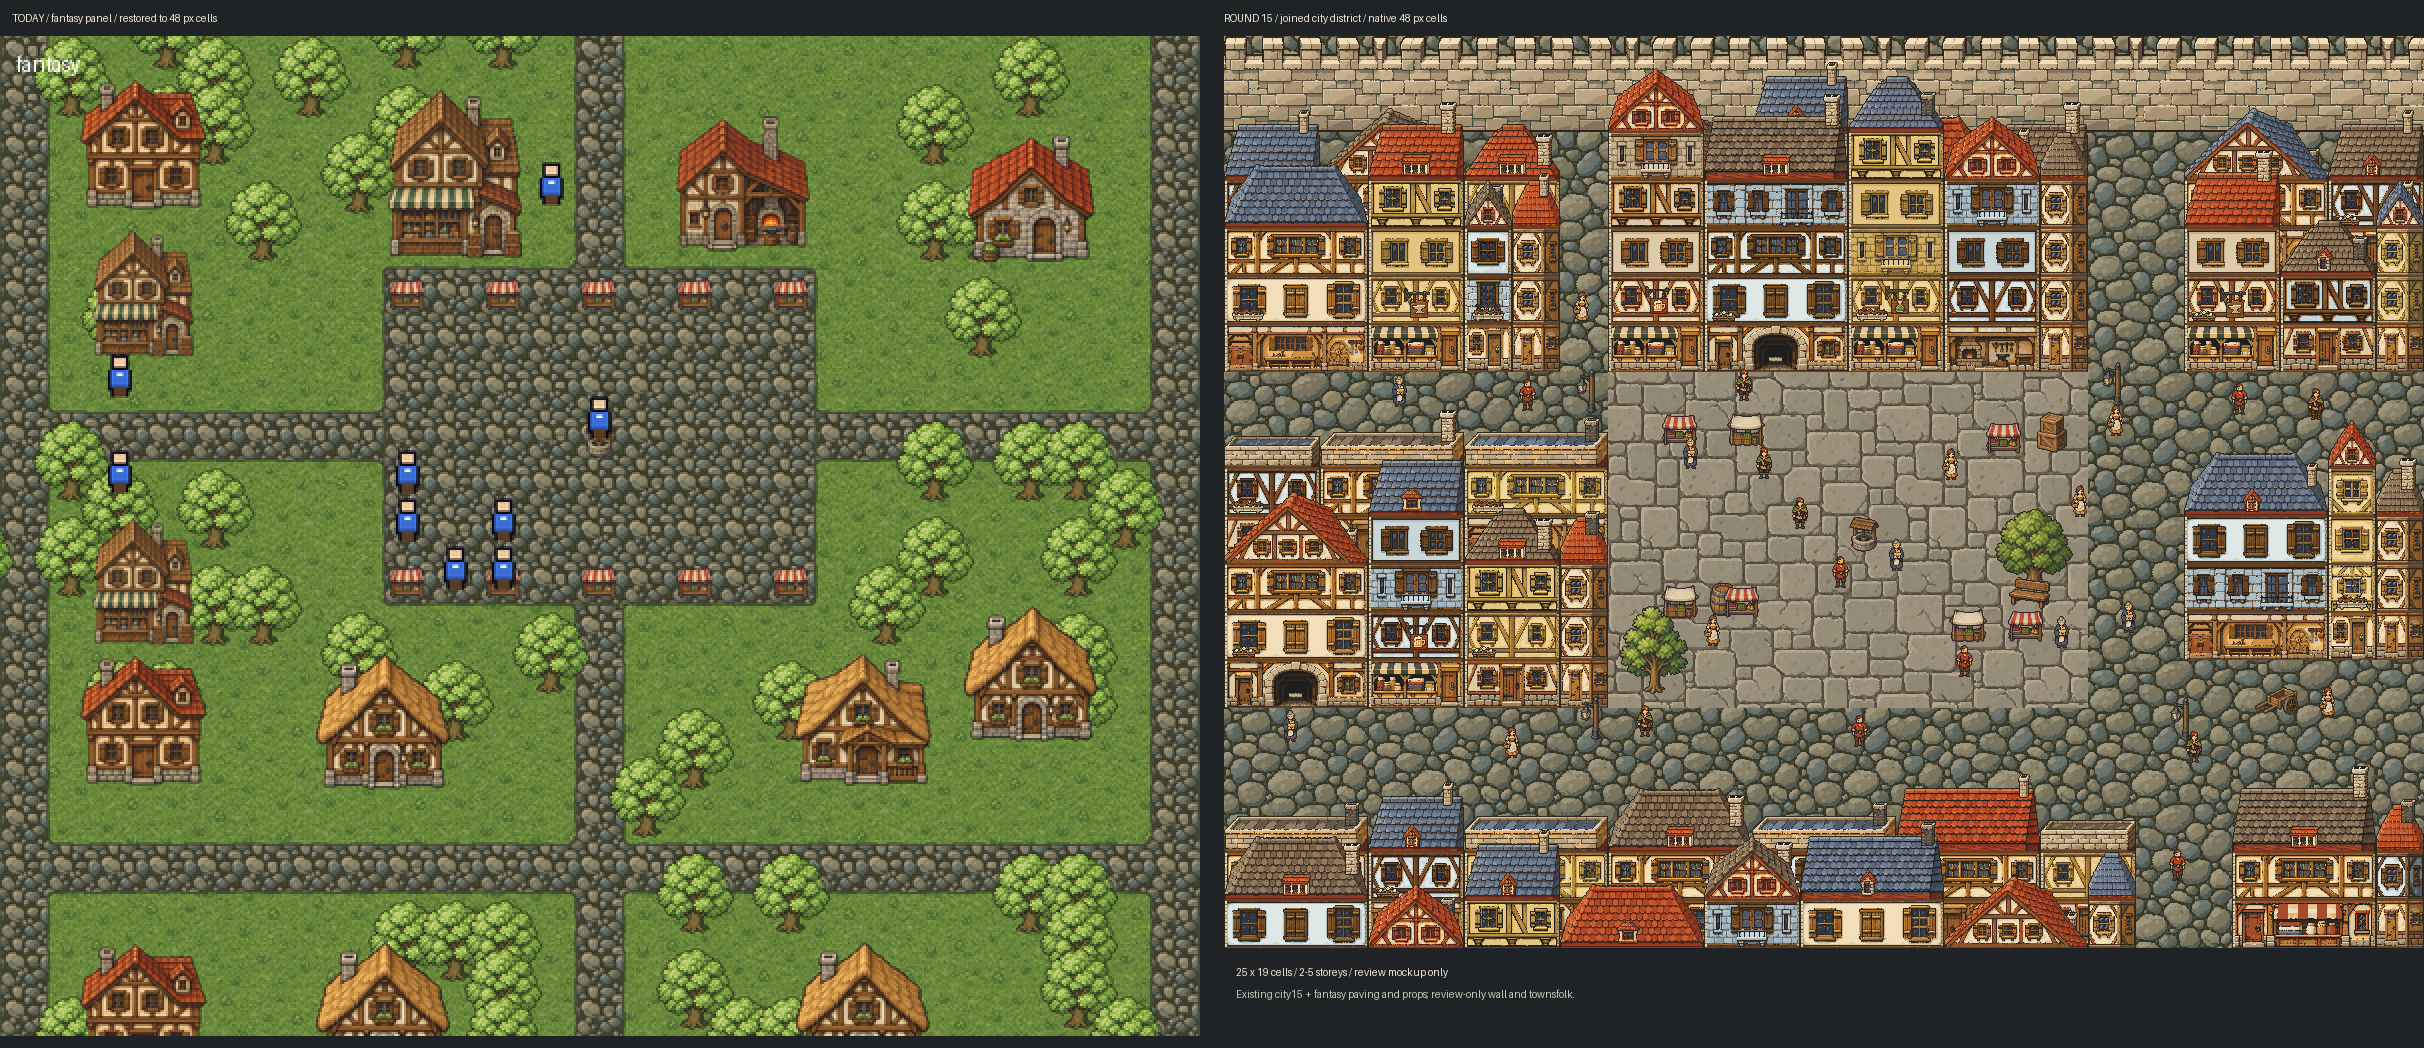 TODAY / fantasy panel / restored to 48 px cells
fantasy
ROUND 15 / joined city district / native 48 px cells
25 x 19 cells / 2-5 storeys / review mockup only
Existing city15 + fantasy paving and props; review-only wall and townsfolk.